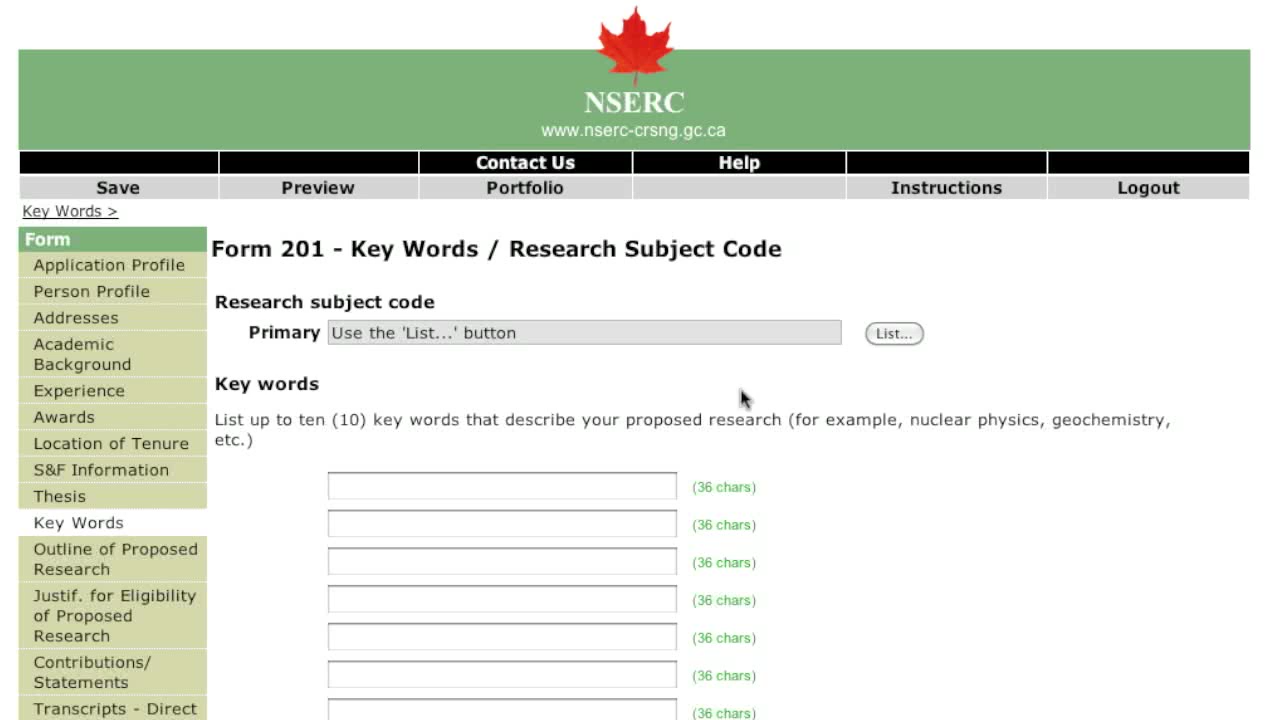 NSERC
www.nserc-crsng.gc.ca
Contact Us Help
Save Preview Portfolio Instructions Logout
Key Words >
Form
Application Profile
Person Profile
Addresses
Academic
Background
Experience
Awards
Location of Tenure
S&F Information
Thesis
Key Words
Outline of Proposed
Research
Justif. for Eligibility
of Proposed
Research
Contributions/
Statements
Transcripts - Direct
Form 201 - Key Words / Research Subject Code
Research subject code
Primary Use the 'List...' button List...
Key words
List up to ten (10) key words that describe your proposed research (for example, nuclear physics, geochemistry,
etc.)
(36 chars)
(36 chars)
(36 chars)
(36 chars)
(36 chars)
(36 chars)
(36 chars)